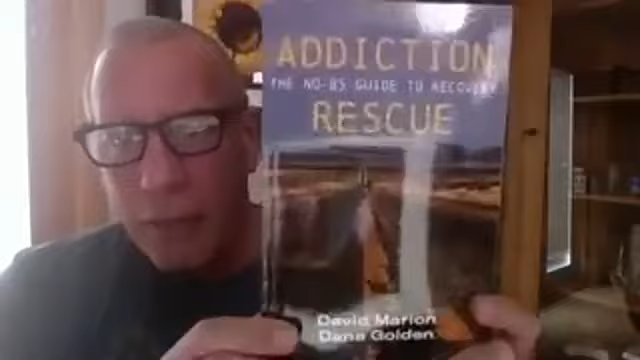 ADDICTION
THE NO-BS GUIDE TO RECOVERY
RESCUE
David Marion
Dana Golden